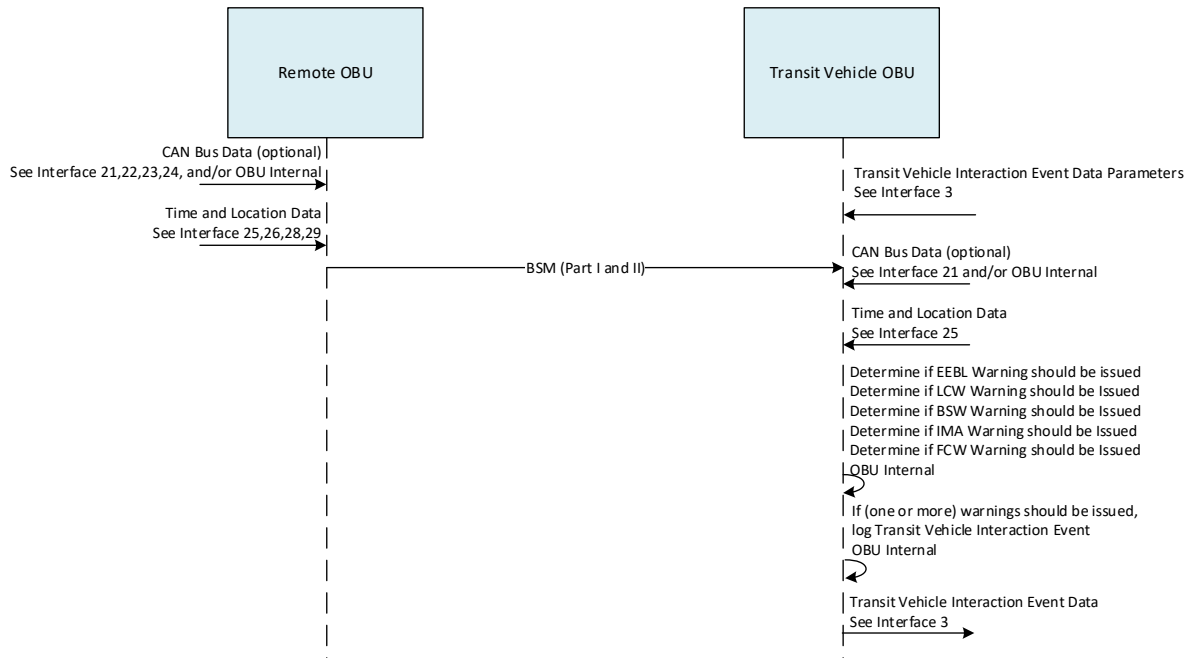 Remote OBU
Transit Vehicle OBU
CAN Bus Data (optional)
See Interface 21,22,23,24, and/or OBU Internal
Time and Location Data
See Interface 25,26,28,29
BSM (Part I and II)
Transit Vehicle Interaction Event Data Parameters
See Interface 3
CAN Bus Data (optional)
See Interface 21 and/or OBU Internal
Time and Location Data
See Interface 25
Determine if EEBL Warning should be issued
Determine if LCW Warning should be Issued
Determine if BSW Warning should be Issued
Determine if IMA Warning should be Issued
Determine if FCW Warning should be Issued
OBU Internal
If (one or more) warnings should be issued,
log Transit Vehicle Interaction Event
OBU Internal
Transit Vehicle Interaction Event Data
See Interface 3